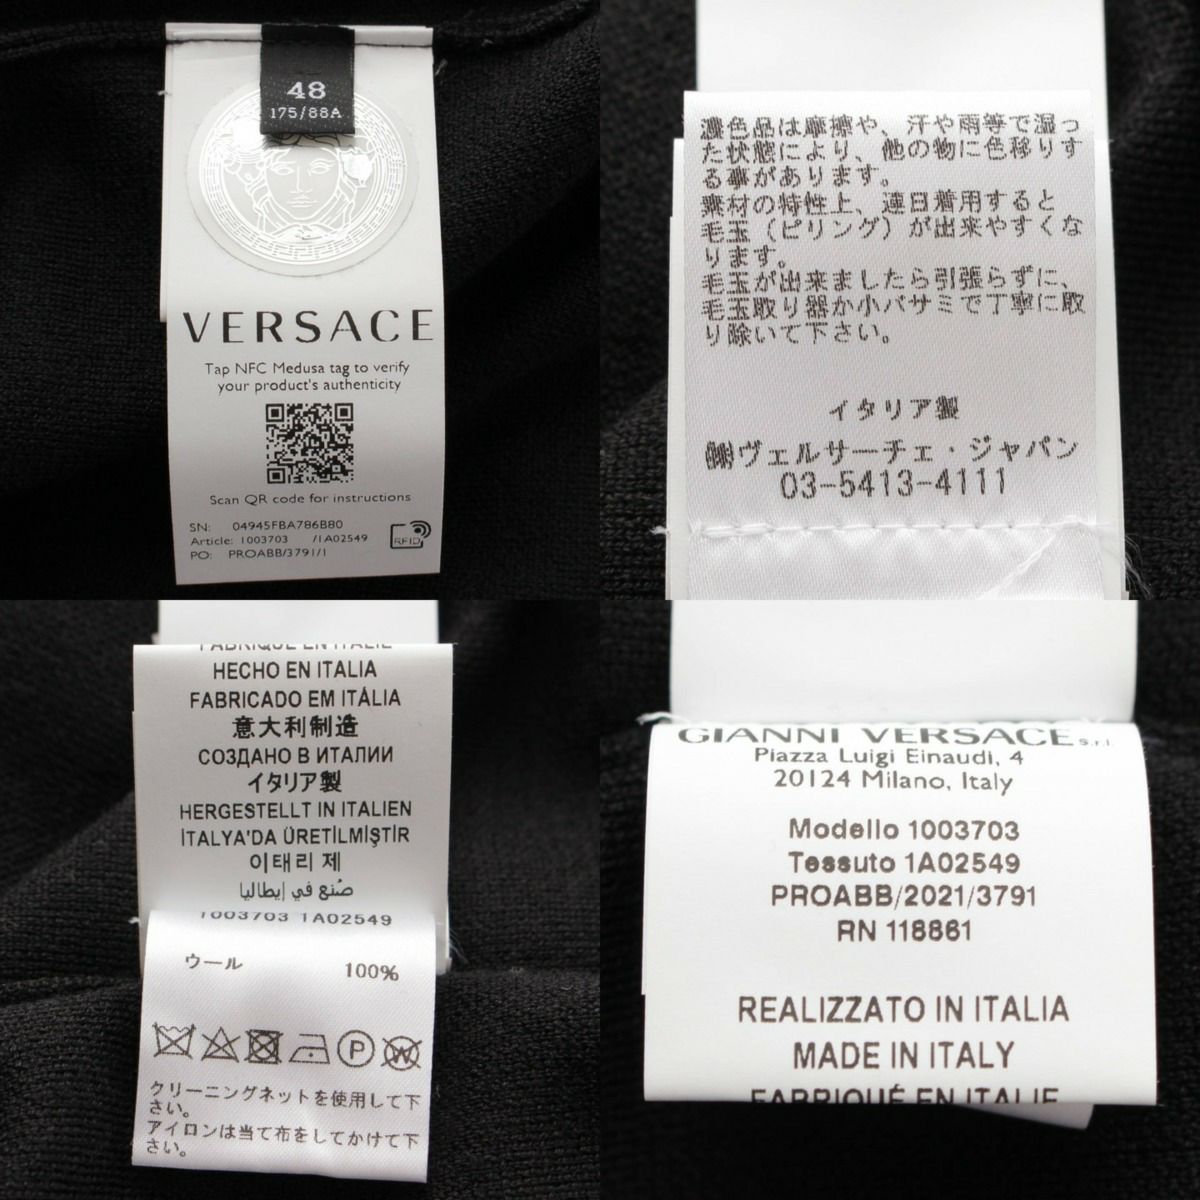 48
175/88A
VERSACE
Tap NFC Medusa tag to verify
your product's authenticity
Scan QR code for instructions
SN: 04945FBA786B80
Article: 1003703 /1A02549
PO: PROABB/3791/1
RFID
濃色品は摩擦や、汗や雨等で湿っ
た状態により、他の物に色移りす
る事があります。
素材の特性上、連日着用すると
毛玉（ピリング）が出来やすくな
ります。
毛玉が出来ましたら引張らずに、
毛玉取り器か小バサミで丁寧に取
り除いて下さい。
イタリア製
㈱ヴェルサーチェ・ジャパン
03-5413-4111
FABRIQUÉ EN ITALIE
HECHO EN ITALIA
FABRICADO EM ITÁLIA
意大利制造
СОЗДАНО В ИТАЛИИ
イタリア製
HERGESTELLT IN ITALIEN
İTALYA'DA ÜRETİLMİŞTİR
이태리 제
صُنع في إيطاليا
1003703 1A02549
ウール 100%
P
W
クリーニングネットを使用して下
さい。
アイロンは当て布をしてかけて下
さい。
GIANNI VERSACE s.r.l.
Piazza Luigi Einaudi, 4
20124 Milano, Italy
Modello 1003703
Tessuto 1A02549
PROABB/2021/3791
RN 118861
REALIZZATO IN ITALIA
MADE IN ITALY
FABRIQUÉ EN ITALIE